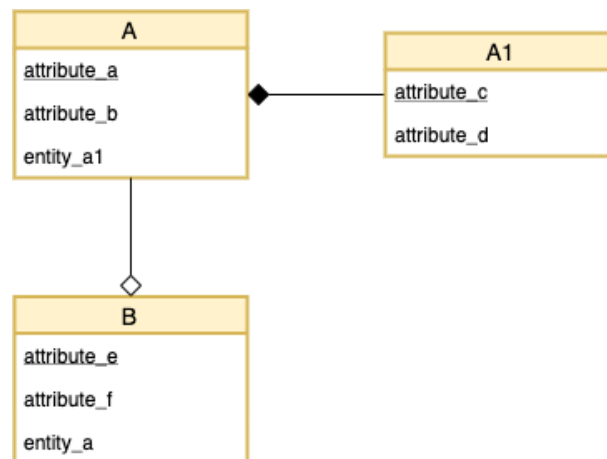 A
attribute_a
attribute_b
entity_a1
A1
attribute_c
attribute_d
B
attribute_e
attribute_f
entity_a